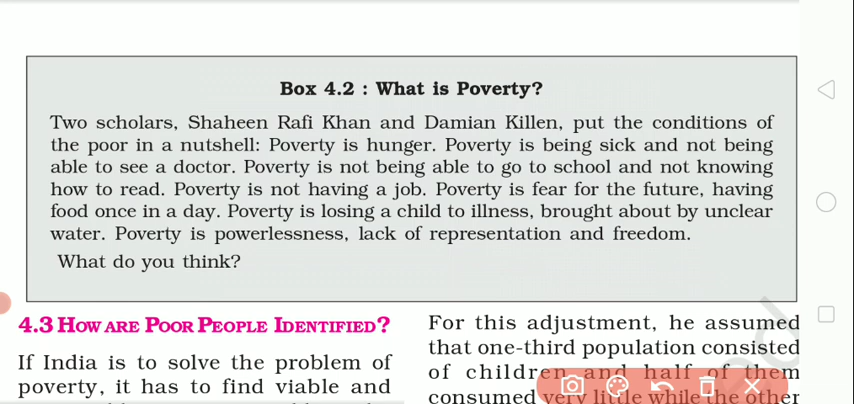 Box 4.2 : What is Poverty?
Two scholars, Shaheen Rafi Khan and Damian Killen, put the conditions of
the poor in a nutshell: Poverty is hunger. Poverty is being sick and not being
able to see a doctor. Poverty is not being able to go to school and not knowing
how to read. Poverty is not having a job. Poverty is fear for the future, having
food once in a day. Poverty is losing a child to illness, brought about by unclear
water. Poverty is powerlessness, lack of representation and freedom.
What do you think?
4.3 HOW ARE POOR PEOPLE IDENTIFIED?
If India is to solve the problem of
poverty, it has to find viable and
For this adjustment, he assumed
that one-third population consisted
of children and half of them
consumed very little while the other